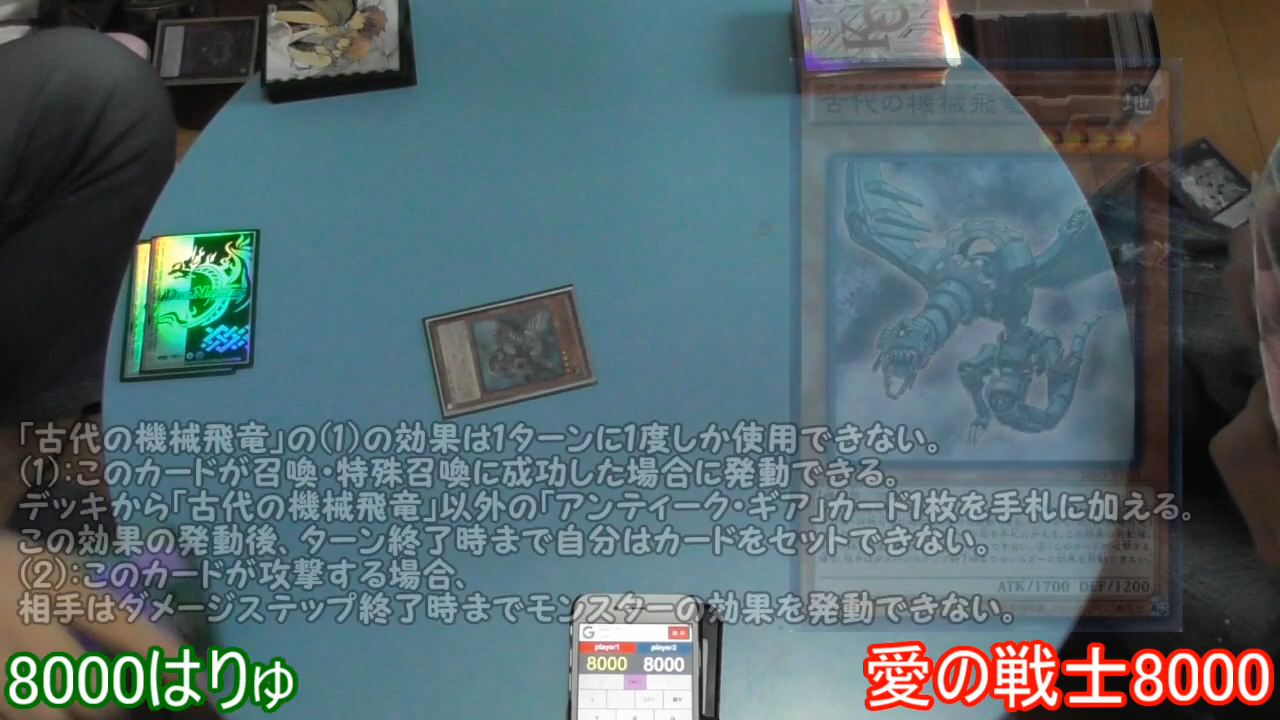 古代の機械飛竜
地
「古代の機械飛竜」の(1)の効果は1ターンに1度しか使用できない。
(1):このカードが召喚・特殊召喚に成功した場合に発動できる。
デッキから「古代の機械飛竜」以外の「アンティーク・ギア」カード1枚を手札に加える。
この効果の発動後、ターン終了時まで自分はカードをセットできない。
(2):このカードが攻撃する場合、
相手はダメージステップ終了時までモンスターの効果を発動できない。
ATK/1700 DEF/1200
G
player1 player2
8000 8000
8000はりゅ
愛の戦士8000